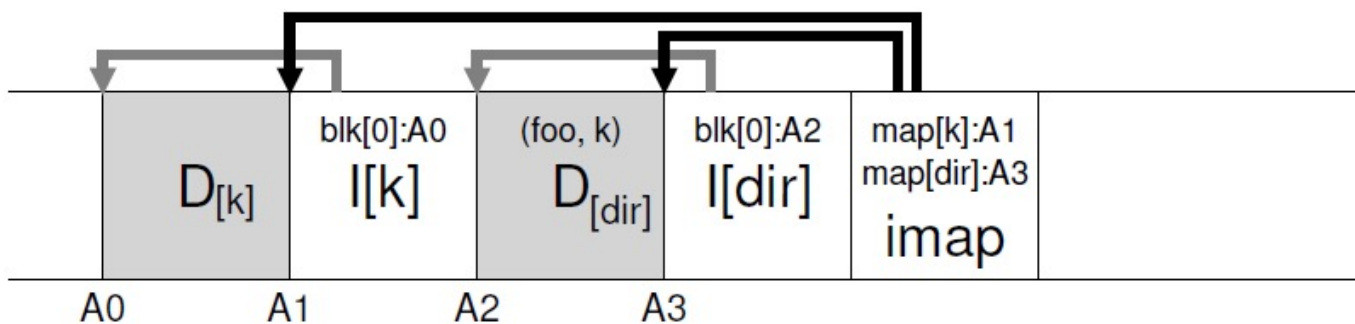 blk[0]:A0 (foo, k) blk[0]:A2 map[k]:A1
map[dir]:A3
D[k] I[k] D[dir] I[dir] imap
A0 A1 A2 A3